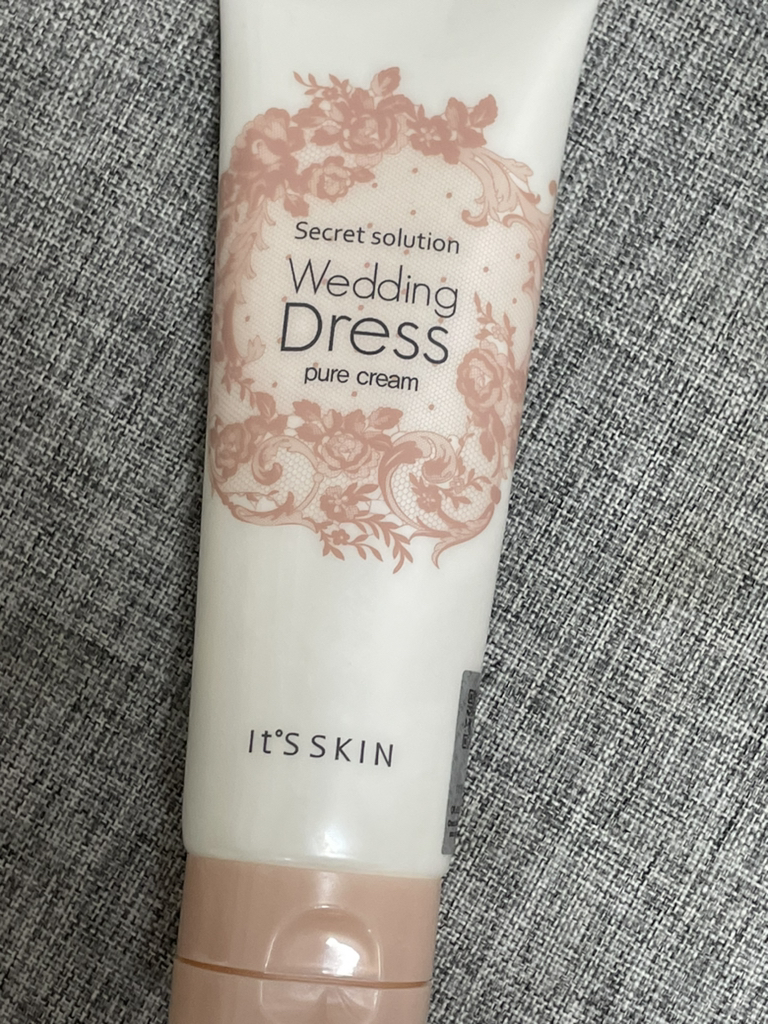 Secret solution
Wedding
Dress
pure cream
It'S SKIN